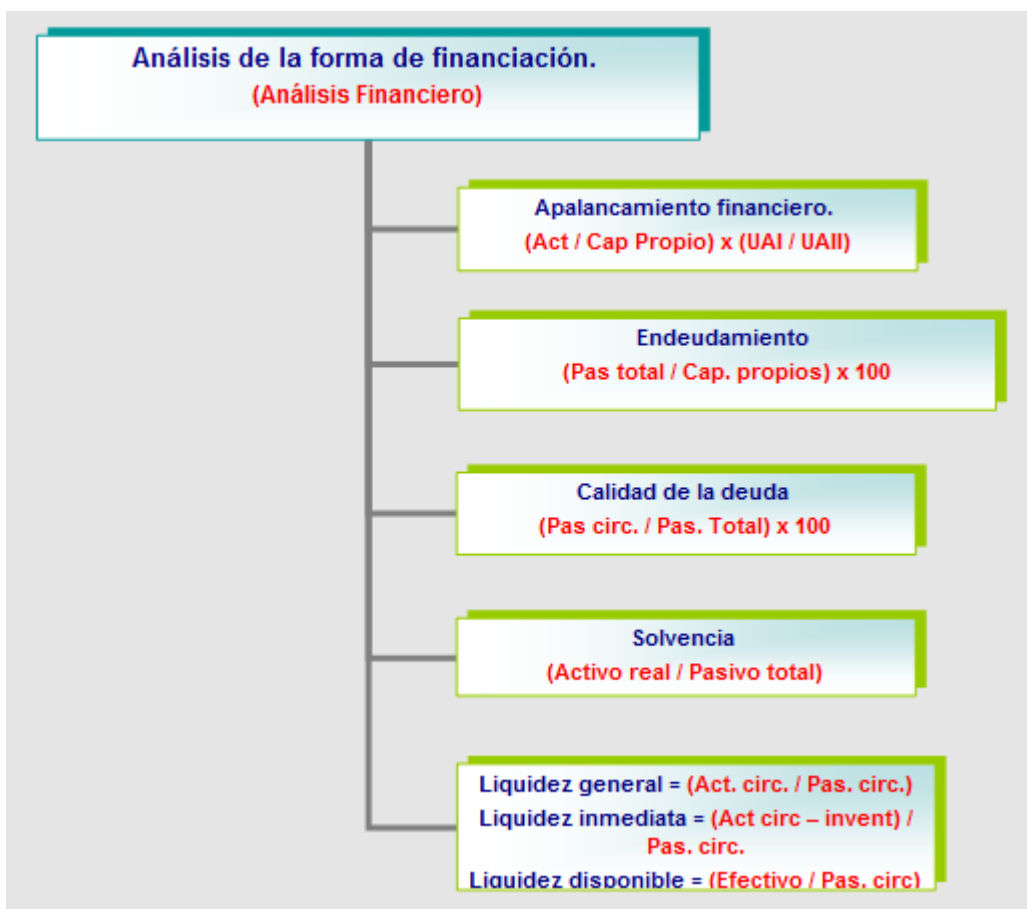 Análisis de la forma de financiación.
(Análisis Financiero)
Apalancamiento financiero.
(Act / Cap Propio) x (UAI / UAII)
Endeudamiento
(Pas total / Cap. propios) x 100
Calidad de la deuda
(Pas circ. / Pas. Total) x 100
Solvencia
(Activo real / Pasivo total)
Liquidez general = (Act. circ. / Pas. circ.)
Liquidez inmediata = (Act circ – invent) /
Pas. circ.
Liquidez disponible = (Efectivo / Pas. circ)